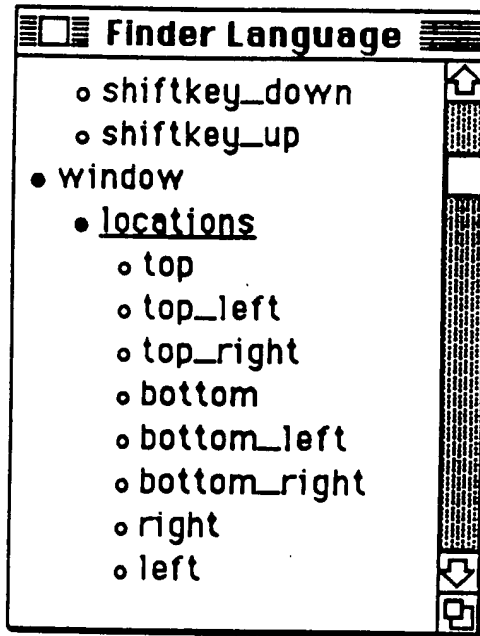 Finder Language
shiftkey_down
shiftkey_up
window
locations
top
top_left
top_right
bottom
bottom_left
bottom_right
right
left